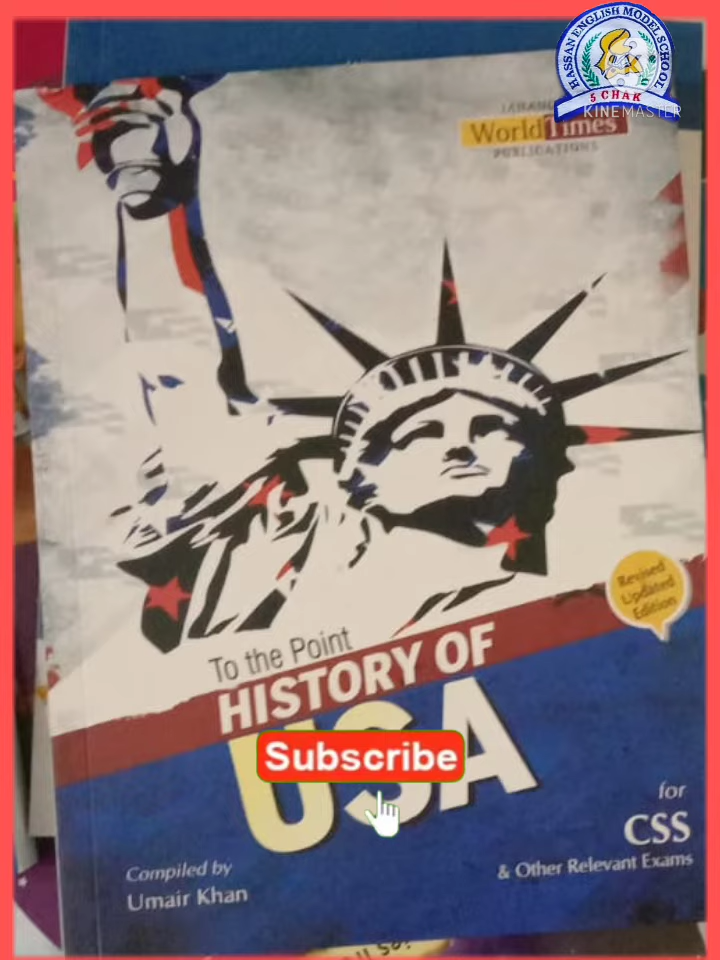 HASSAN ENGLISH MODEL SCHOOL
5 CHAK
KINEMASTER
WorldTimes
PUBLICATIONS
Revised
Updated
Edition
To the Point
HISTORY OF
USA
Subscribe
for
CSS
& Other Relevant Exams
Compiled by
Umair Khan